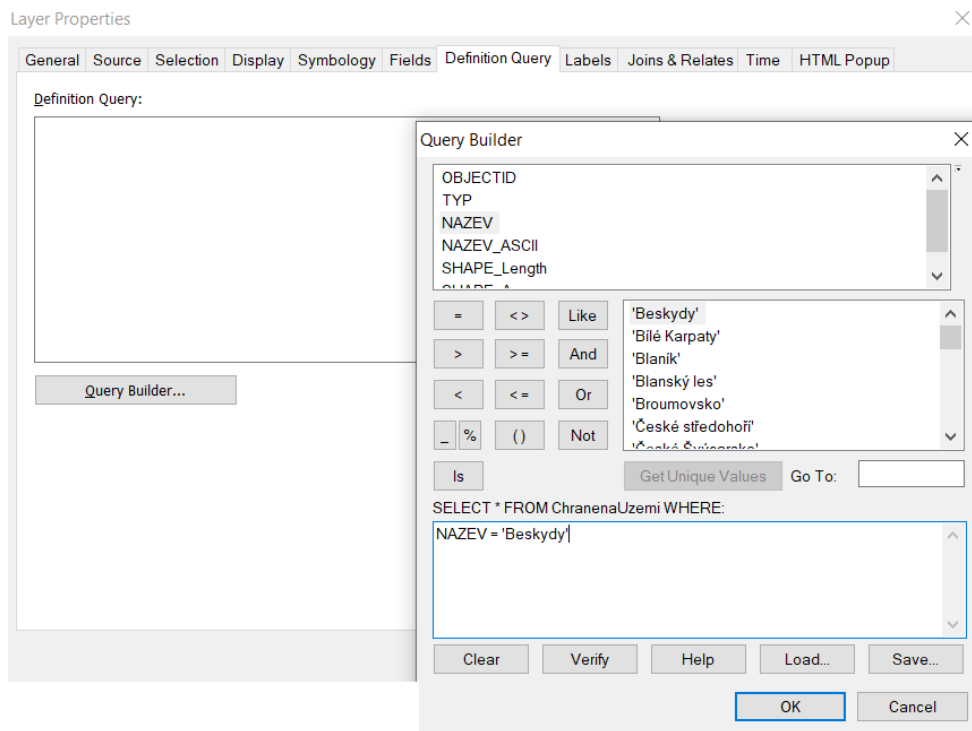 Layer Properties
General Source Selection Display Symbology Fields Definition Query Labels Joins & Relates Time HTML Popup
Definition Query:
Query Builder...
Query Builder
OBJECTID
TYP
NAZEV
NAZEV_ASCII
SHAPE_Length
= <> Like
> >= And
< <= Or
_ % () Not
Is
'Beskydy'
'Bílé Karpaty'
'Blaník'
'Blanský les'
'Broumovsko'
'České středohoří'
Get Unique Values Go To:
SELECT * FROM ChranenaUzemi WHERE:
NAZEV = 'Beskydy'
Clear Verify Help Load... Save...
OK Cancel